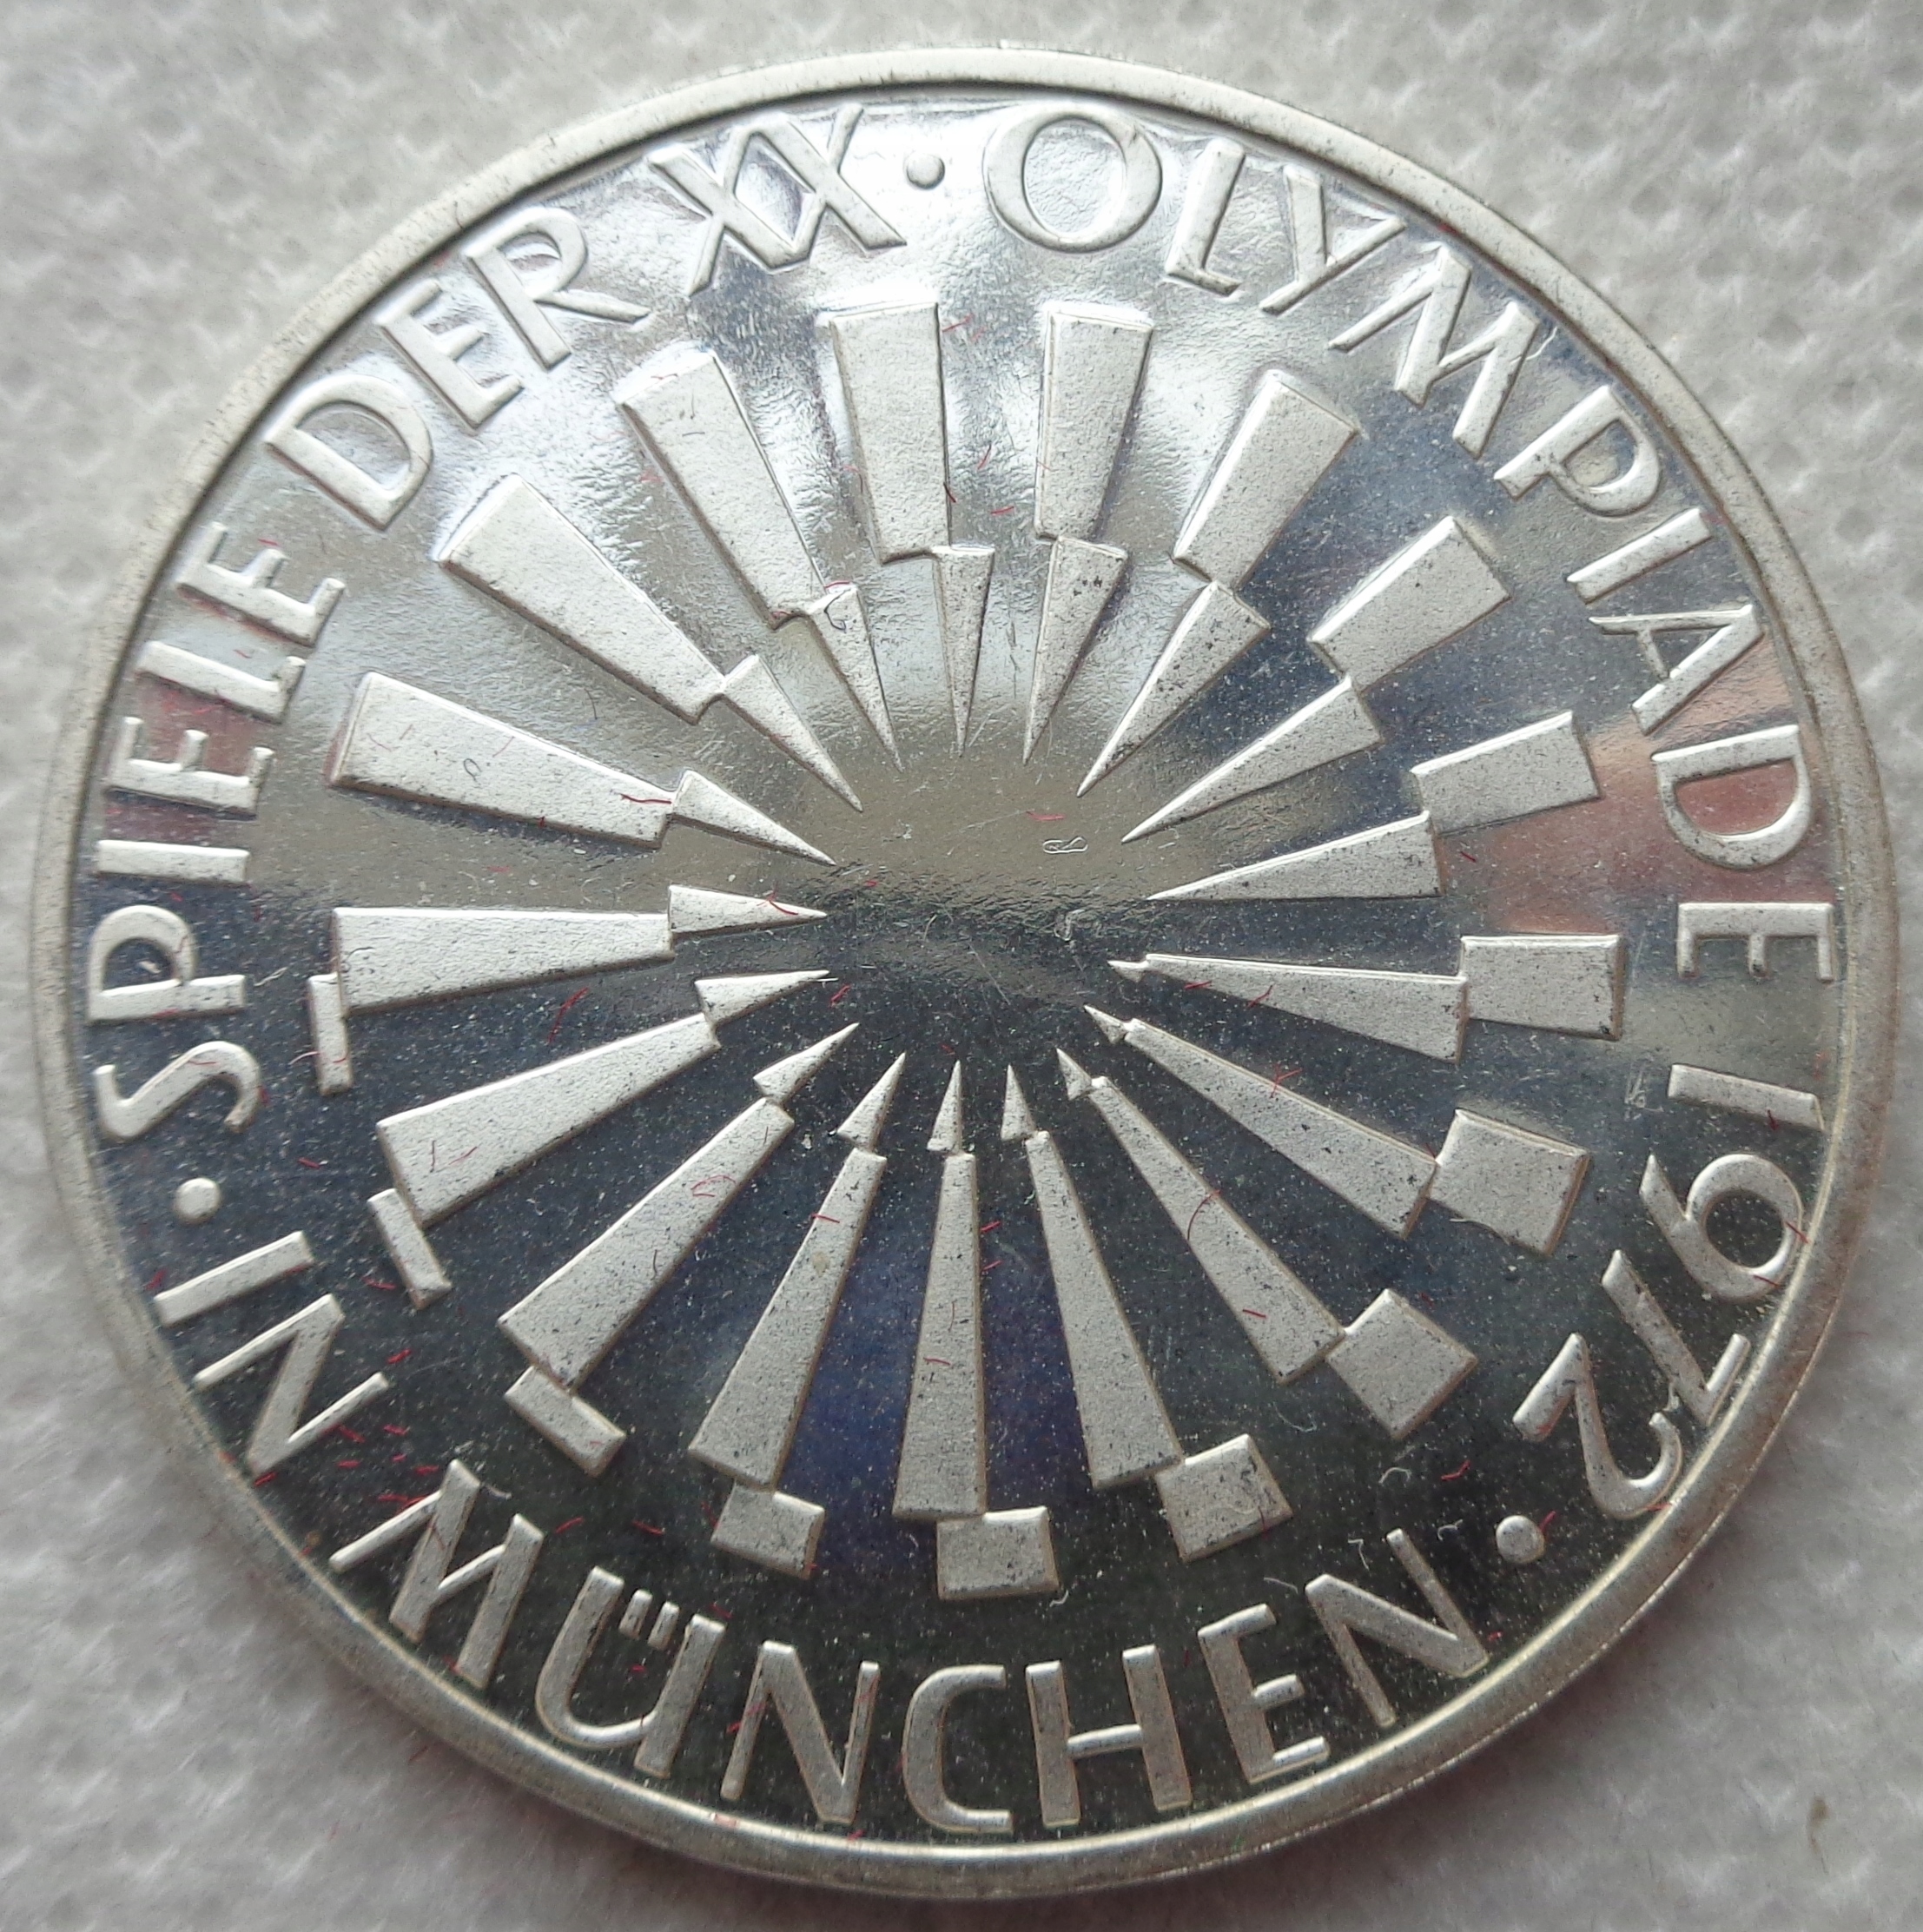 SPIELE DER XX · OLYMPIADE 1972 · IN MÜNCHEN ·